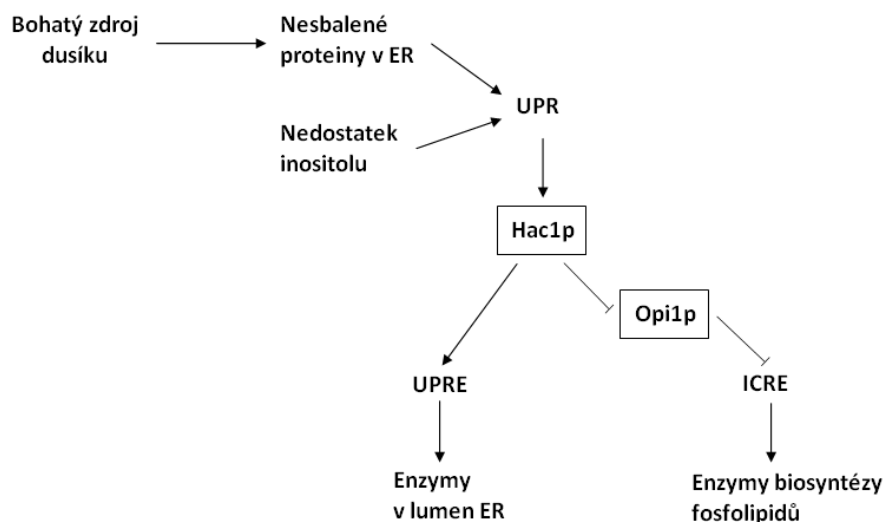 Bohatý zdroj
dusíku
Nesbalené
proteiny v ER
UPR
Nedostatek
inositolu
Hac1p
Opi1p
UPRE
ICRE
Enzymy
v lumen ER
Enzymy biosyntézy
fosfolipidů